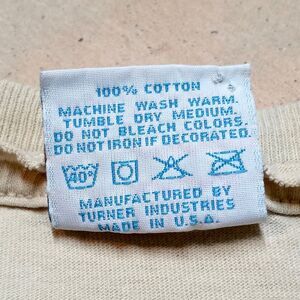 100% COTTON
MACHINE WASH WARM.
TUMBLE DRY MEDIUM.
DO NOT BLEACH COLORS.
DO NOT IRON IF DECORATED.
40°
MANUFACTURED BY
TURNER INDUSTRIES
MADE IN U.S.A.